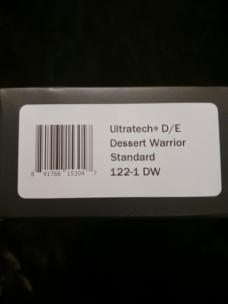 Ultratech® D/E
Dessert Warrior
Standard
122-1 DW
8 41768 15304 7